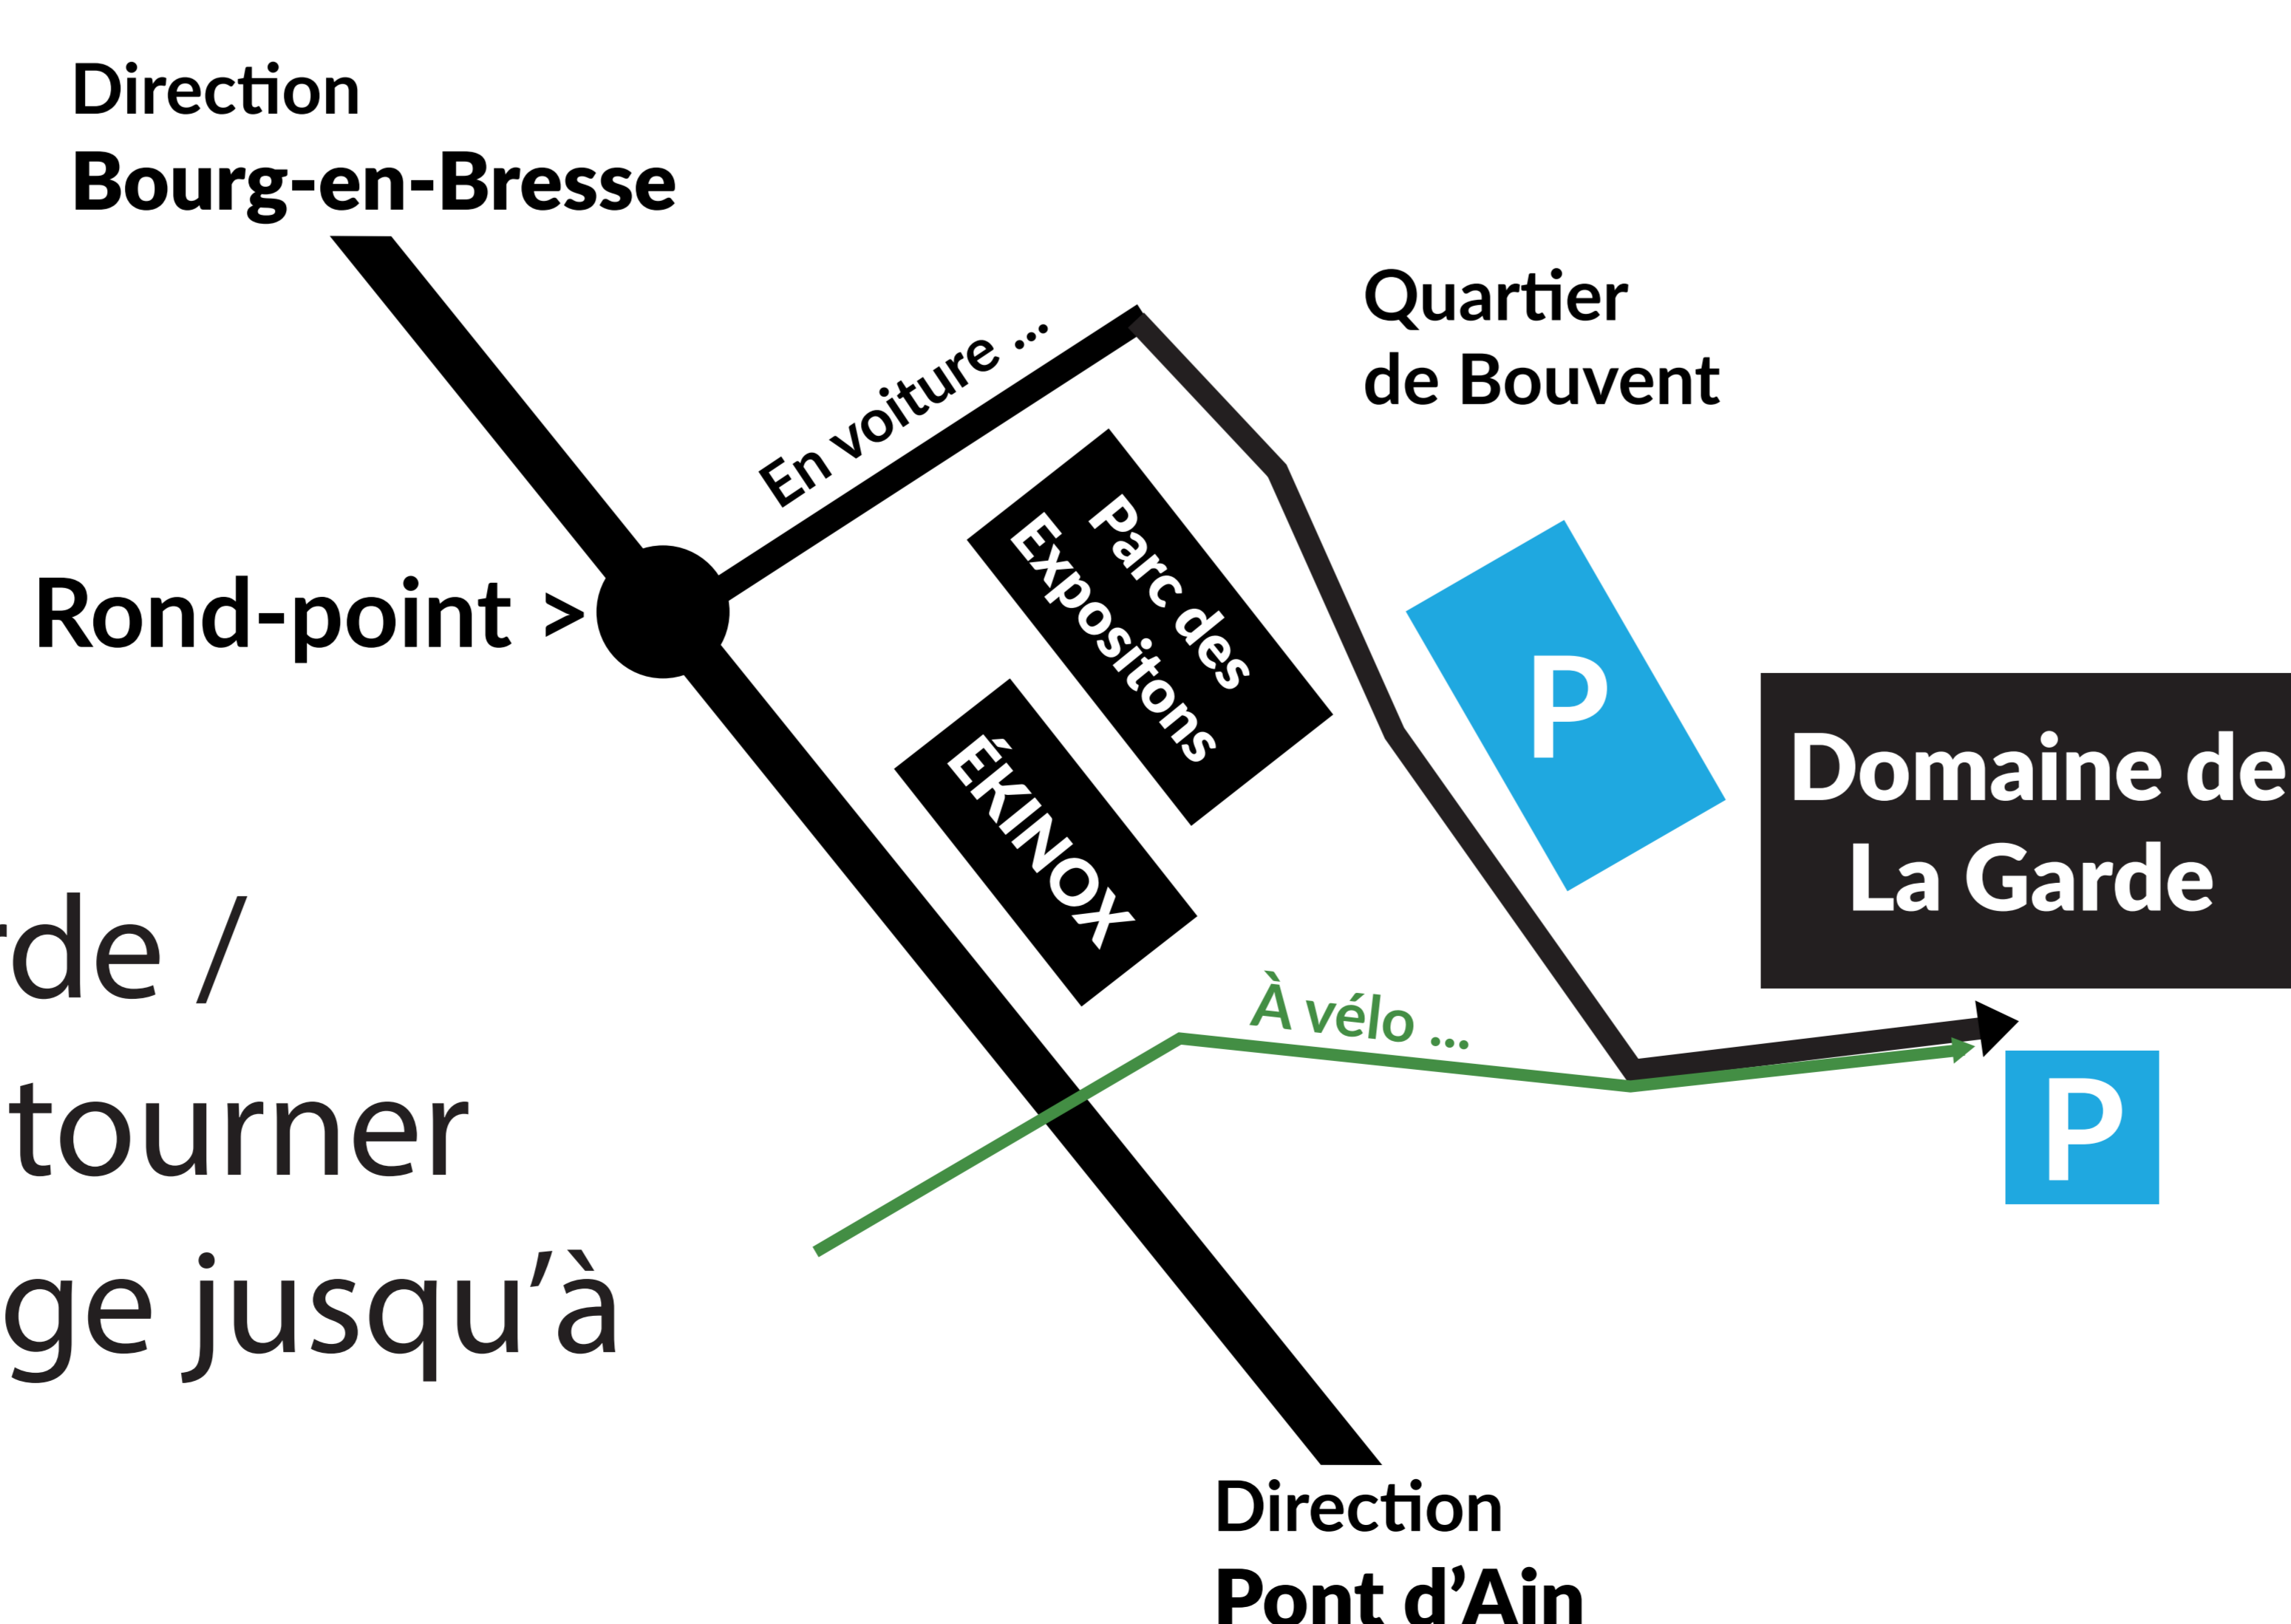 Direction
Bourg-en-Bresse
Quartier
de Bouvent
En voiture ...
Rond-point >
Parc des
Expositons
ÉKINOX
P
Domaine de
La Garde
rde /
À vélo ...
tourner
P
ge jusqu’à
Direction
Pont d’Ain